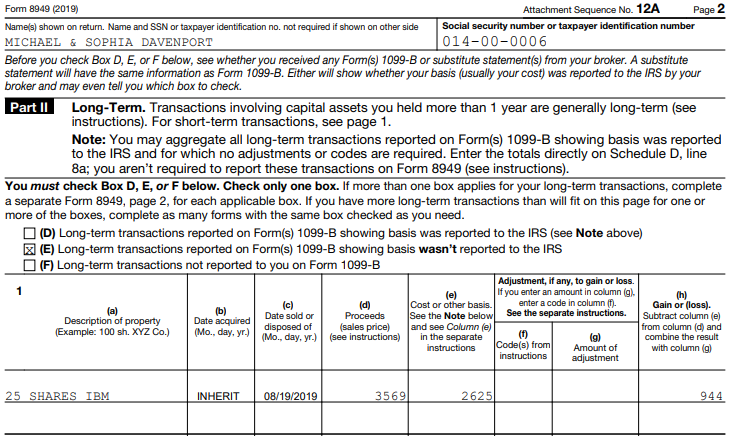 Form 8949 (2019) Attachment Sequence No. 12A Page 2
Name(s) shown on return. Name and SSN or taxpayer identification no. not required if shown on other side
Social security number or taxpayer identification number
MICHAEL & SOPHIA DAVENPORT
014-00-0006
Before you check Box D, E, or F below, see whether you received any Form(s) 1099-B or substitute statement(s) from your broker. A substitute
statement will have the same information as Form 1099-B. Either will show whether your basis (usually your cost) was reported to the IRS by your
broker and may even tell you which box to check.
Part II Long-Term. Transactions involving capital assets you held more than 1 year are generally long-term (see
instructions). For short-term transactions, see page 1.
Note: You may aggregate all long-term transactions reported on Form(s) 1099-B showing basis was reported
to the IRS and for which no adjustments or codes are required. Enter the totals directly on Schedule D, line
8a; you aren't required to report these transactions on Form 8949 (see instructions).
You must check Box D, E, or F below. Check only one box. If more than one box applies for your long-term transactions, complete
a separate Form 8949, page 2, for each applicable box. If you have more long-term transactions than will fit on this page for one or
more of the boxes, complete as many forms with the same box checked as you need.
(D) Long-term transactions reported on Form(s) 1099-B showing basis was reported to the IRS (see Note above)
(E) Long-term transactions reported on Form(s) 1099-B showing basis wasn't reported to the IRS
(F) Long-term transactions not reported to you on Form 1099-B
1
(a)
Description of property
(Example: 100 sh. XYZ Co.)
(b)
Date acquired
(Mo., day, yr.)
(c)
Date sold or
disposed of
(Mo., day, yr.)
(d)
Proceeds
(sales price)
(see instructions)
(e)
Cost or other basis.
See the Note below
and see Column (e)
in the separate
instructions
Adjustment, if any, to gain or loss.
If you enter an amount in column (g),
enter a code in column (f).
See the separate instructions.
(f)
Code(s) from
instructions
(g)
Amount of
adjustment
(h)
Gain or (loss).
Subtract column (e)
from column (d) and
combine the result
with column (g)
25 SHARES IBM INHERIT 08/19/2019 3569 2625 944